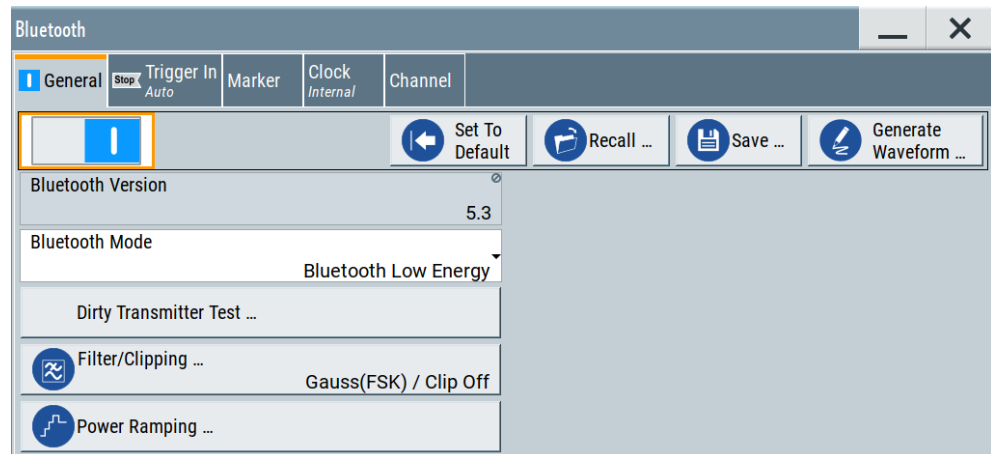 Bluetooth
General
Stop
Trigger In
Auto
Marker
Clock
Internal
Channel
Set To
Default
Recall ...
Save ...
Generate
Waveform ...
Bluetooth Version
5.3
Bluetooth Mode
Bluetooth Low Energy
Dirty Transmitter Test ...
Filter/Clipping ...
Gauss(FSK) / Clip Off
Power Ramping ...